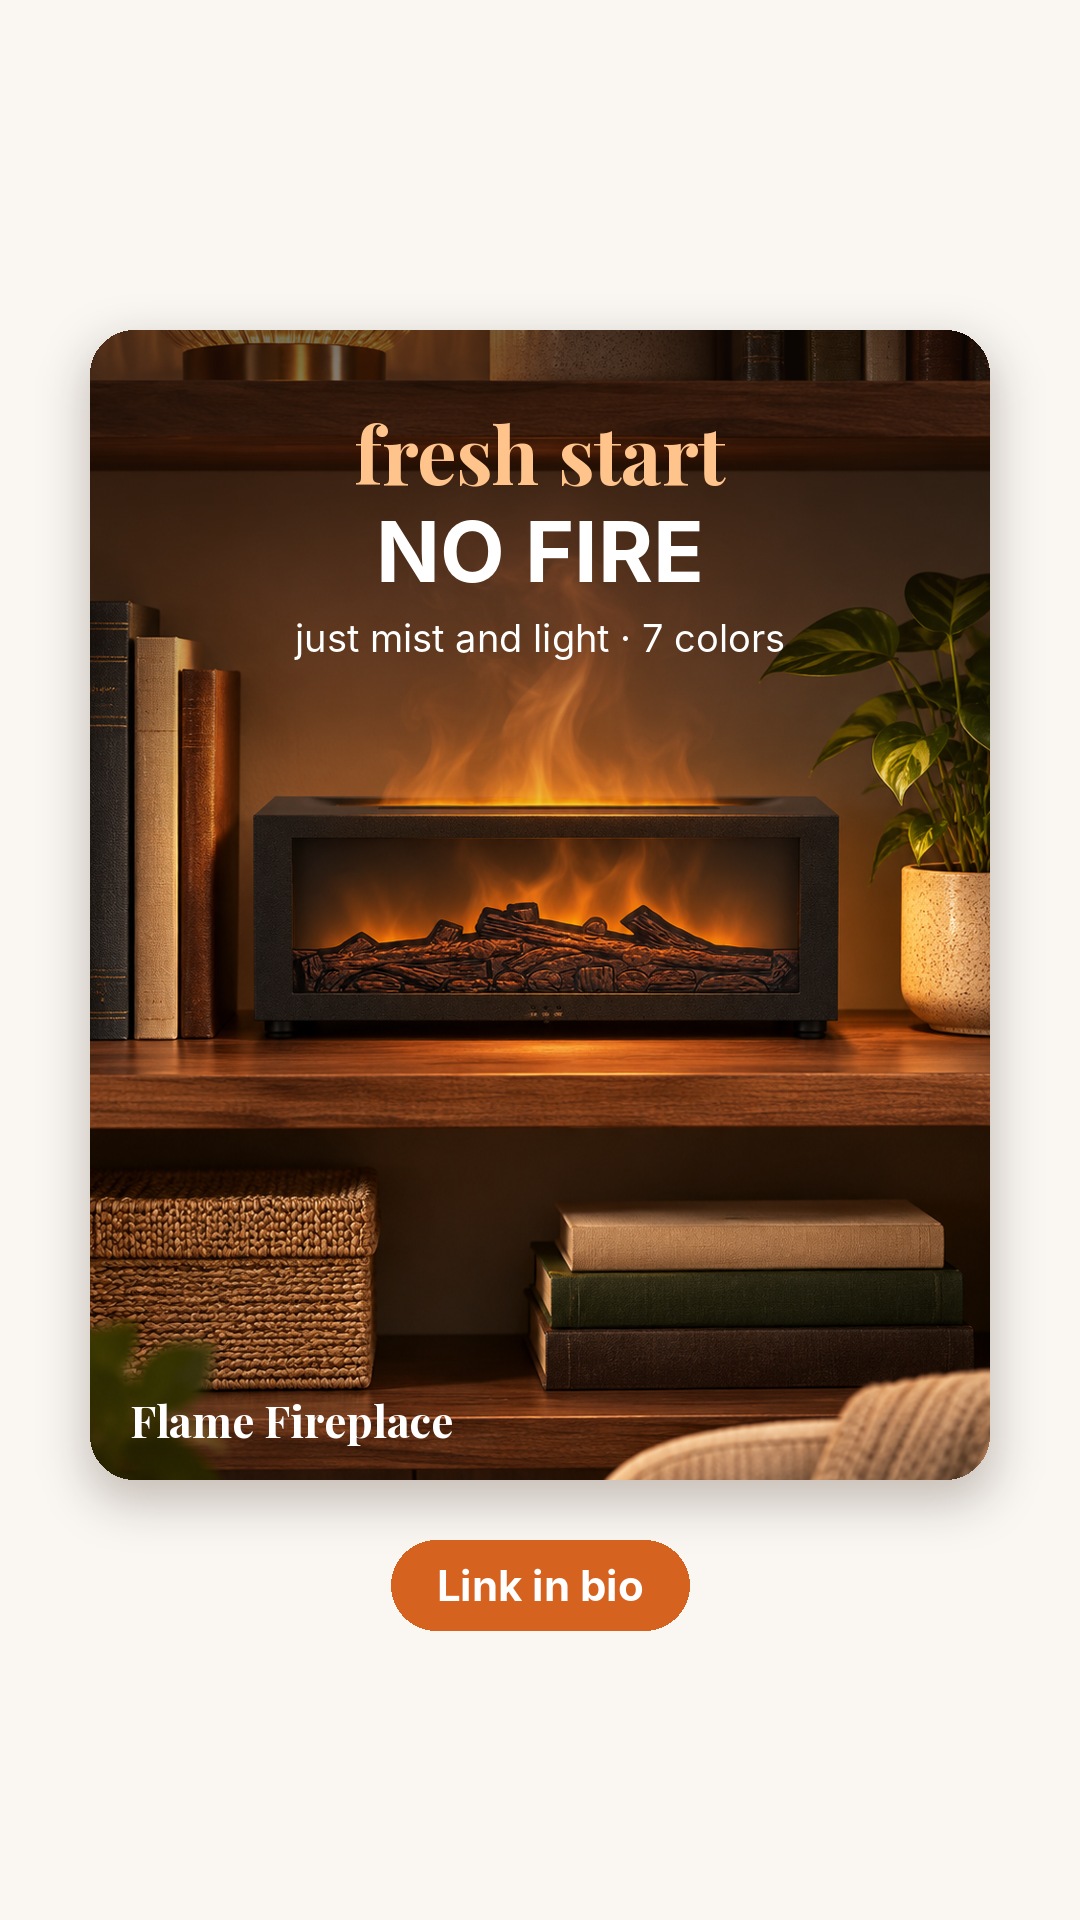 fresh start
NO FIRE
just mist and light · 7 colors
Flame Fireplace
Link in bio